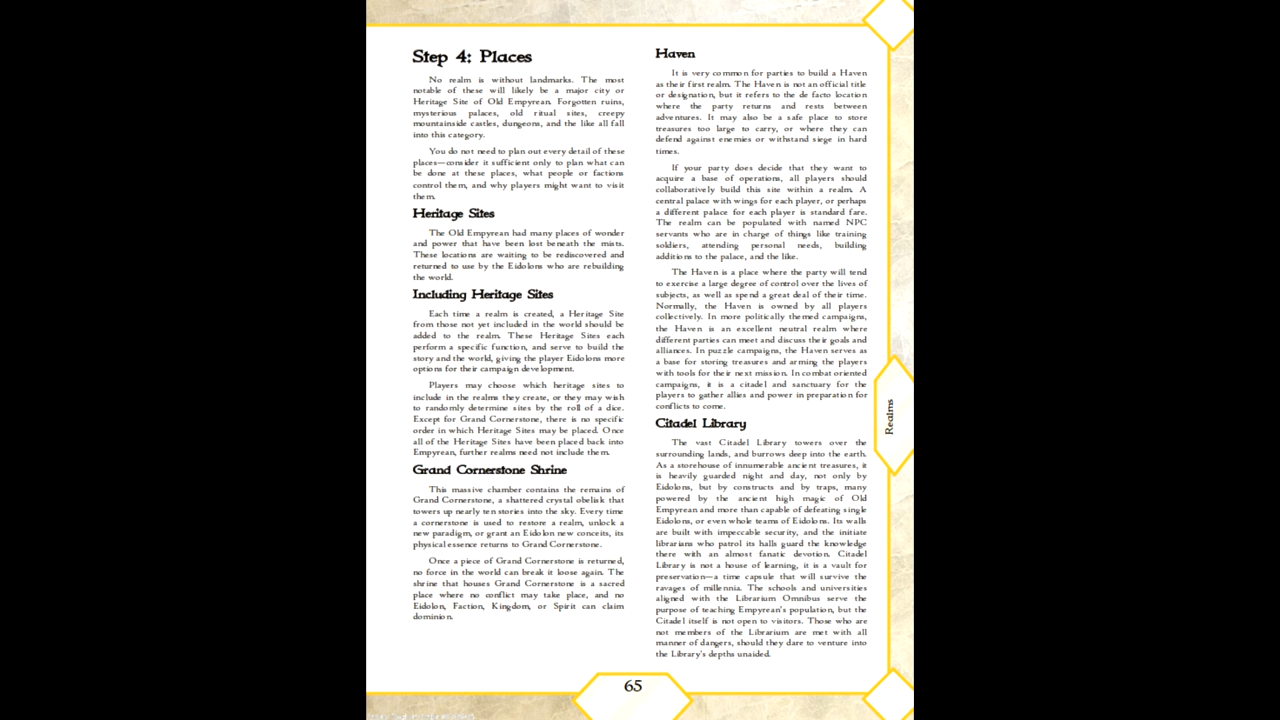 Step 4: Places
No realm is without landmarks. The most
notable of these will likely be a major city or
Heritage Site of Old Empyrean. Forgotten ruins,
mysterious palaces, old ritual sites, creepy
mountainside castles, dungeons, and the like all fall
into this category.
You do not need to plan out every detail of these
places—consider it sufficient only to plan what can
be done at these places, what people or factions
control them, and why players might want to visit
them.
Heritage Sites
The Old Empyrean had many places of wonder
and power that have been lost beneath the mists.
These locations are waiting to be rediscovered and
returned to use by the Eidolons who are rebuilding
the world.
Including Heritage Sites
Each time a realm is created, a Heritage Site
from those not yet included in the world should be
added to the realm. These Heritage Sites each
perform a specific function, and serve to build the
story and the world, giving the player Eidolons more
options for their campaign development.
Players may choose which heritage sites to
include in the realms they create, or they may wish
to randomly determine sites by the roll of a dice.
Except for Grand Cornerstone, there is no specific
order in which Heritage Sites may be placed. Once
all of the Heritage Sites have been placed back into
Empyrean, further realms need not include them.
Grand Cornerstone Shrine
This massive chamber contains the remains of
Grand Cornerstone, a shattered crystal obelisk that
towers up nearly ten stories into the sky. Every time
a cornerstone is used to restore a realm, unlock a
new paradigm, or grant an Eidolon new conceits, its
physical essence returns to Grand Cornerstone.
Once a piece of Grand Cornerstone is returned,
no force in the world can break it loose again. The
shrine that houses Grand Cornerstone is a sacred
place where no conflict may take place, and no
Eidolon, Faction, Kingdom, or Spirit can claim
dominion.
Haven
It is very common for parties to build a Haven
as their first realm. The Haven is not an official title
or designation, but it refers to the de facto location
where the party returns and rests between
adventures. It may also be a safe place to store
treasures too large to carry, or where they can
defend against enemies or withstand siege in hard
times.
If your party does decide that they want to
acquire a base of operations, all players should
collaboratively build this site within a realm. A
central palace with wings for each player, or perhaps
a different palace for each player is standard fare.
The realm can be populated with named NPC
servants who are in charge of things like training
soldiers, attending personal needs, building
additions to the palace, and the like.
The Haven is a place where the party will tend
to exercise a large degree of control over the lives of
subjects, as well as spend a great deal of their time.
Normally, the Haven is owned by all players
collectively. In more politically themed campaigns,
the Haven is an excellent neutral realm where
different parties can meet and discuss their goals and
alliances. In puzzle campaigns, the Haven serves as
a base for storing treasures and arming the players
with tools for their next mission. In combat oriented
campaigns, it is a citadel and sanctuary for the
players to gather allies and power in preparation for
conflicts to come.
Citadel Library
The vast Citadel Library towers over the
surrounding lands, and burrows deep into the earth.
As a storehouse of innumerable ancient treasures, it
is heavily guarded night and day, not only by
Eidolons, but by constructs and by traps, many
powered by the ancient high magic of Old
Empyrean and more than capable of defeating single
Eidolons, or even whole teams of Eidolons. Its walls
are built with impeccable security, and the initiate
librarians who patrol its halls guard the knowledge
there with an almost fanatic devotion. Citadel
Library is not a house of learning, it is a vault for
preservation—a time capsule that will survive the
ravages of millennia. The schools and universities
aligned with the Librarium Omnibus serve the
purpose of teaching Empyrean's population, but the
Citadel itself is not open to visitors. Those who are
not members of the Librarium are met with all
manner of dangers, should they dare to venture into
the Library's depths unaided.
Realms
65